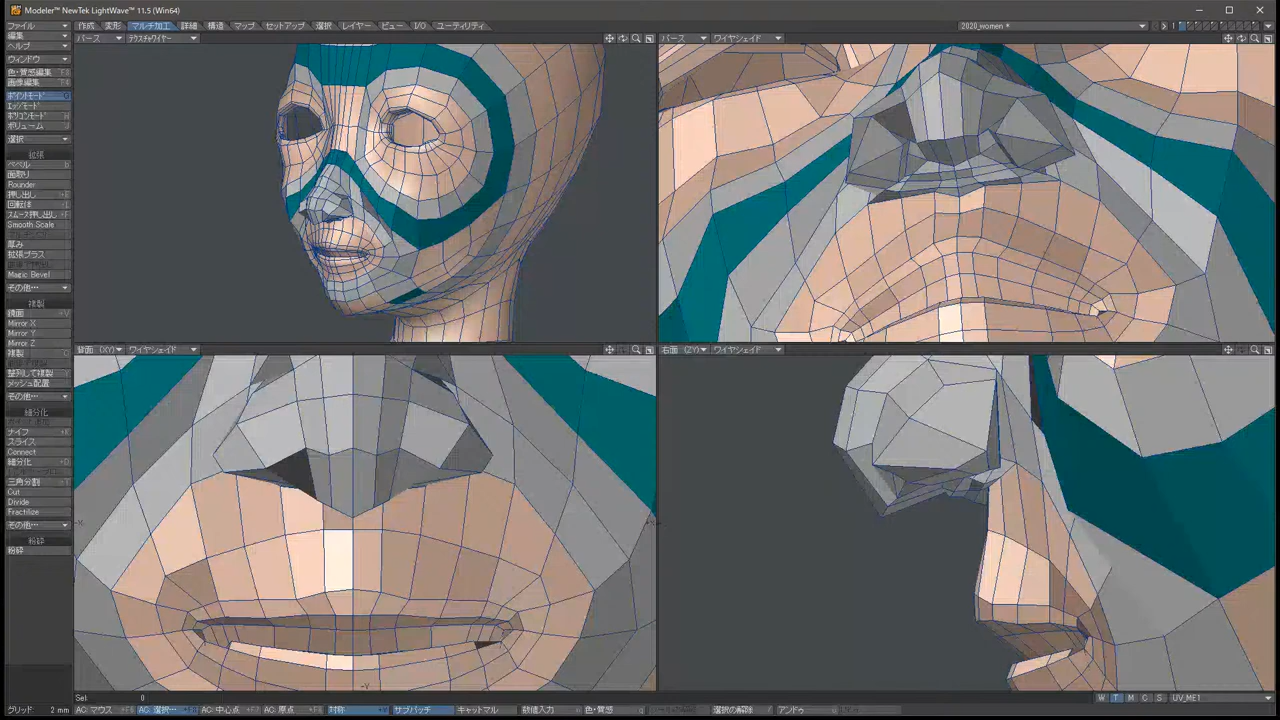 Modeler™ NewTek LightWave™ 11.5 (Win64)
ファイル
編集
ヘルプ
ウィンドウ
色・質感編集
画像編集
ポイントモード
エッジモード
ポリゴンモード
ボリューム
選択
作成 変形 マルチ加工 詳細 構造 マップ セットアップ 選択 レイヤー ビュー I/O ユーティリティ
2020_women *
パース テクスチャワイヤー
パース ワイヤシェイド
拡張
ベベル b
面取り
Rounder
押し出し
回転体
スムーズ押し出し
Smooth Scale
厚み
拡張プラス
Magic Bevel
その他…
複製
鏡面
Mirror X
Mirror Y
Mirror Z
複製
整列して複製
メッシュ配置
その他…
背面 (XY) ワイヤシェイド
右面 (ZY) ワイヤシェイド
細分化
ナイフ
スライス
Connect
細分化
三角分割
Cut
Divide
Fractilize
その他…
粉砕
粉砕
Set: 0
W T M C S UV_ME1
グリッド: 2 mm
AC: マウス AC: 選択… AC: 中心点 AC: 原点 対称 サブパッチ キャットマル 数値入力 色・質感 選択の解除 アンドゥ